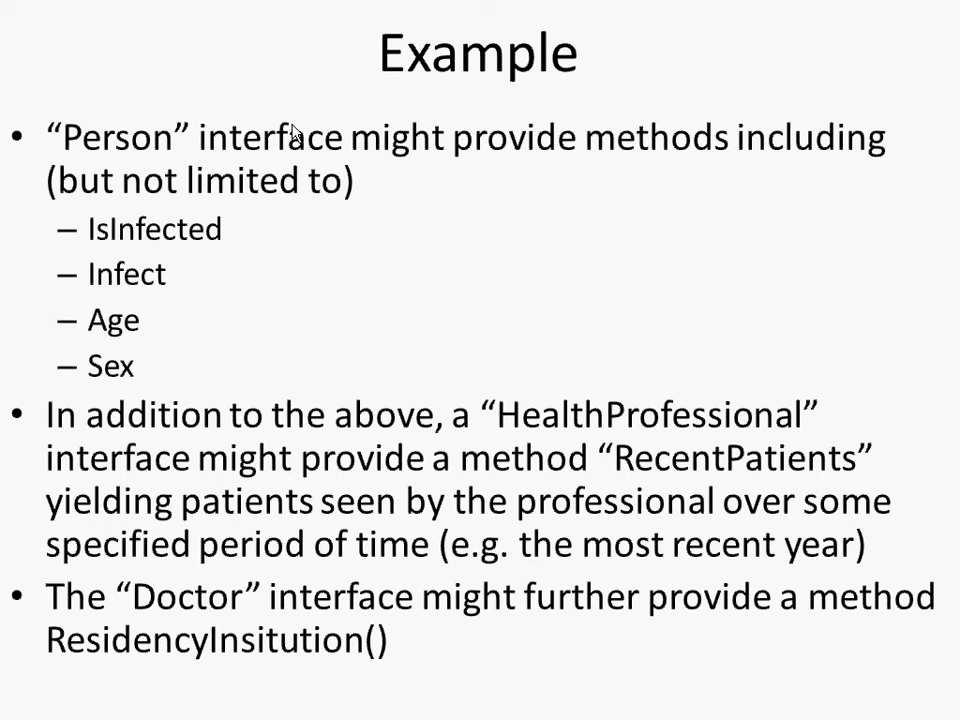 Example
• “Person” interface might provide methods including
(but not limited to)
– IsInfected
– Infect
– Age
– Sex
• In addition to the above, a “HealthProfessional”
interface might provide a method “RecentPatients”
yielding patients seen by the professional over some
specified period of time (e.g. the most recent year)
• The “Doctor” interface might further provide a method
ResidencyInsitution()